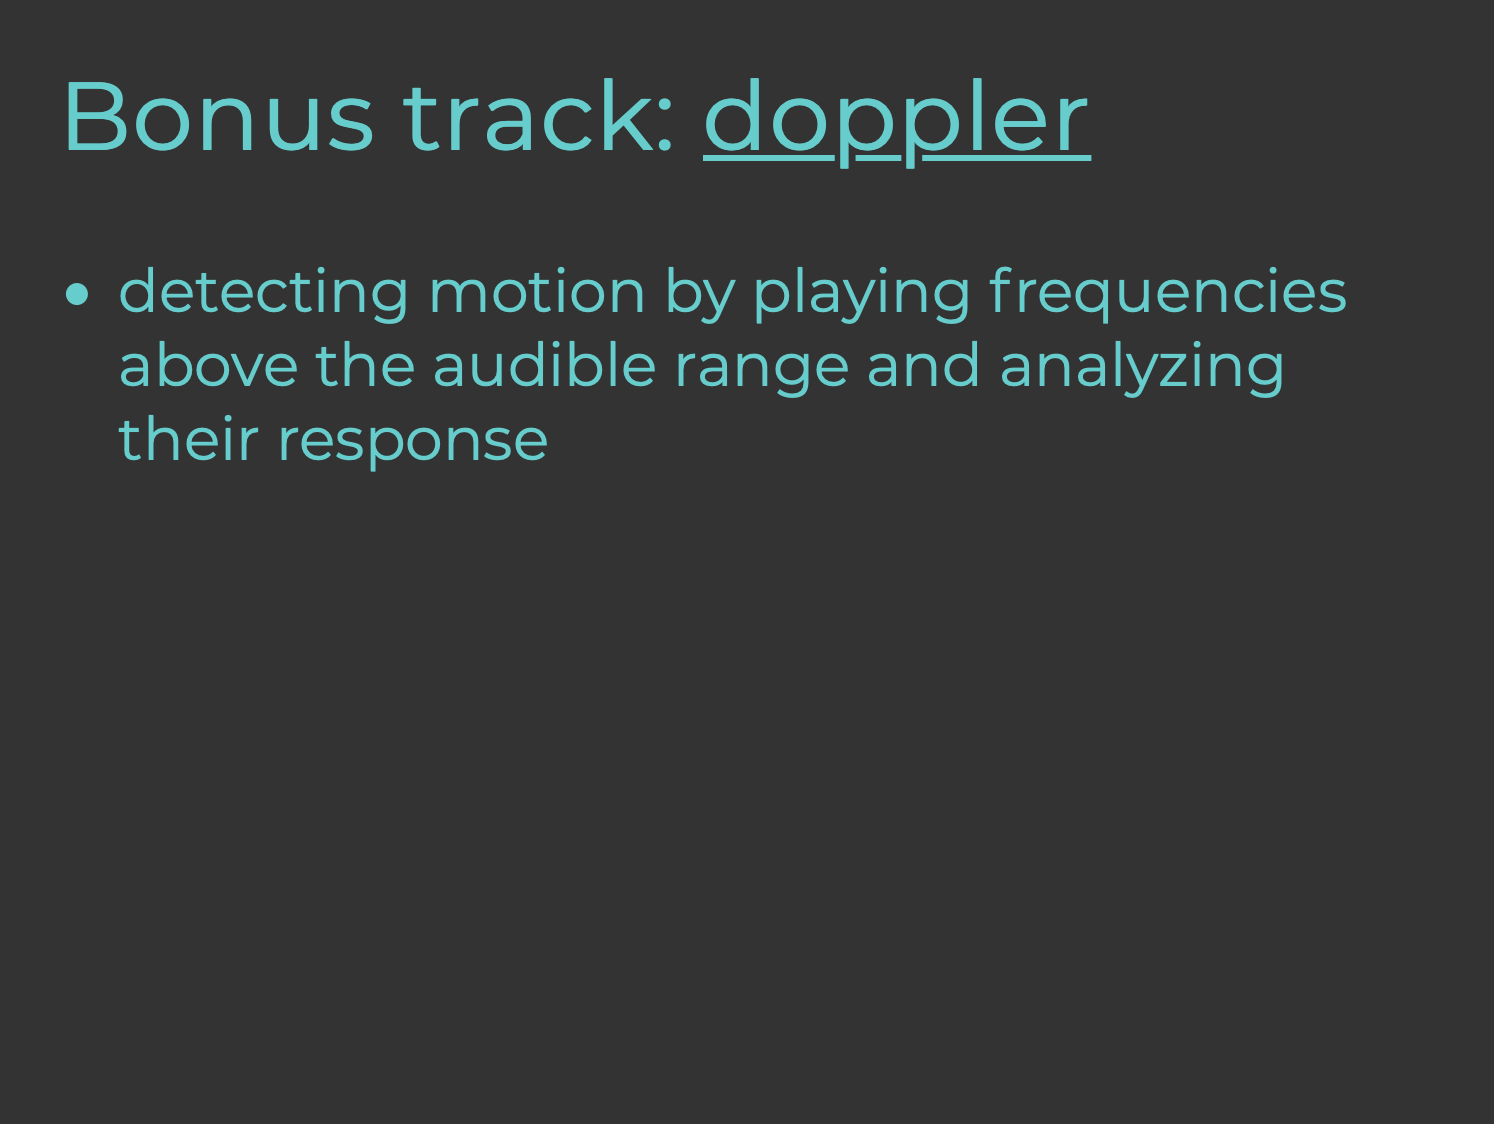 Bonus track: doppler
• detecting motion by playing frequencies
above the audible range and analyzing
their response